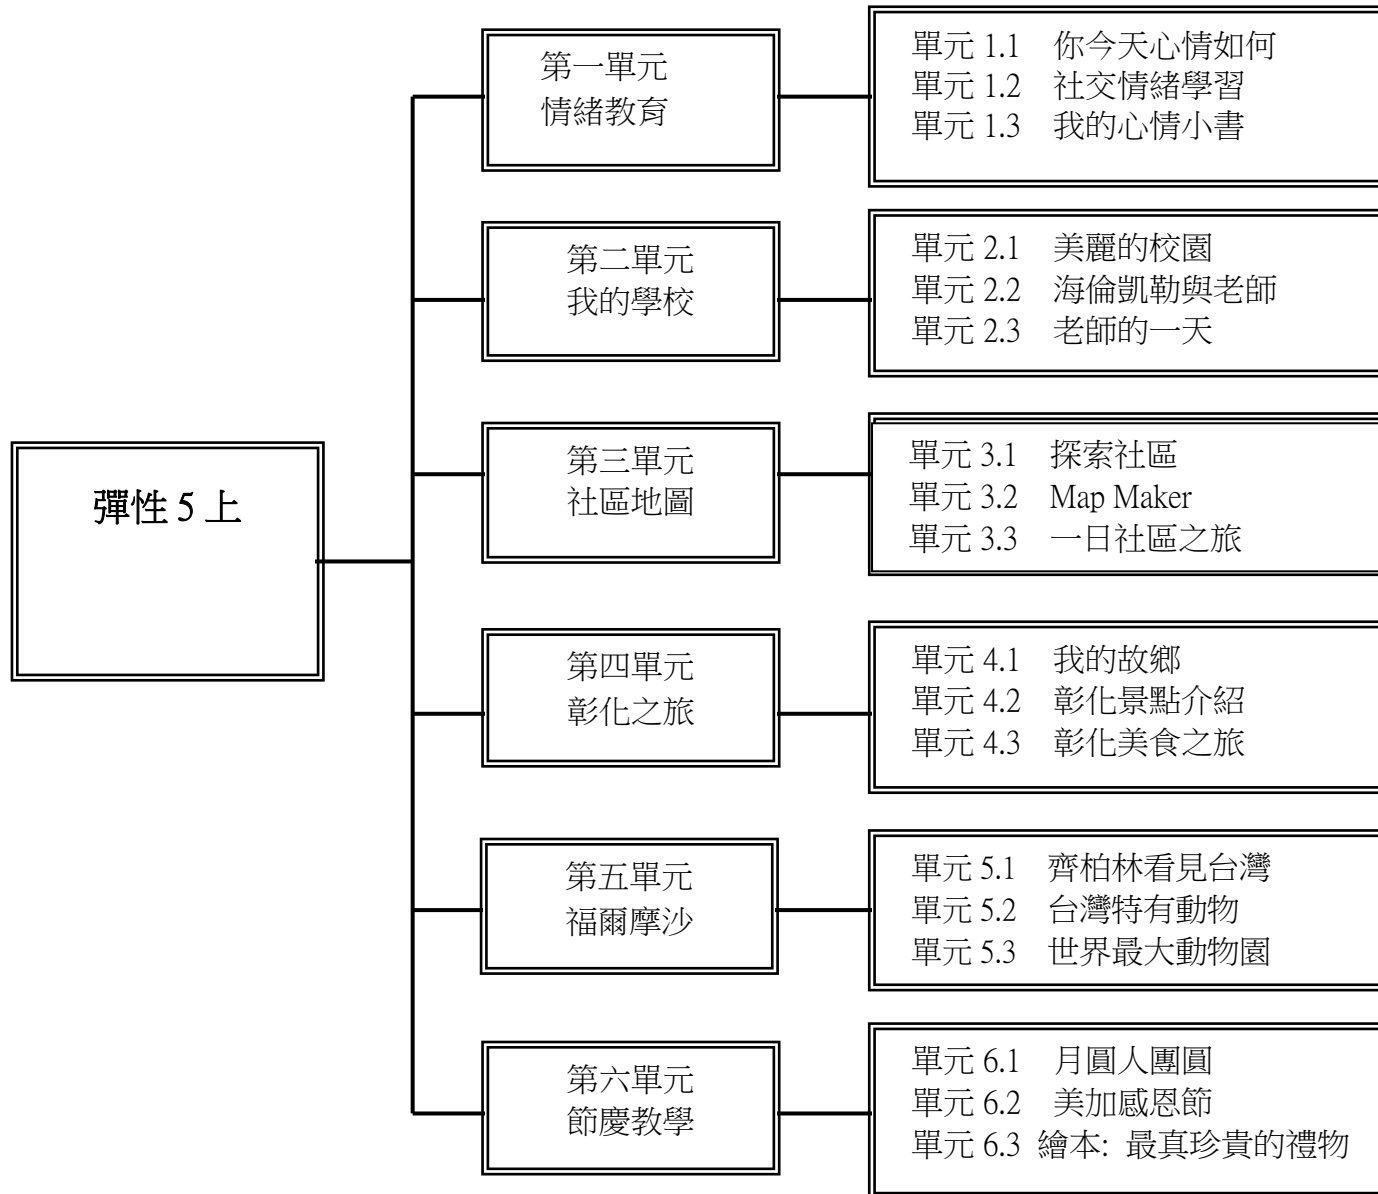 彈性 5 上
第一單元
情緒教育
單元 1.1 你今天心情如何
單元 1.2 社交情緒學習
單元 1.3 我的心情小書
第二單元
我的學校
單元 2.1 美麗的校園
單元 2.2 海倫凱勒與老師
單元 2.3 老師的一天
第三單元
社區地圖
單元 3.1 探索社區
單元 3.2 Map Maker
單元 3.3 一日社區之旅
第四單元
彰化之旅
單元 4.1 我的故鄉
單元 4.2 彰化景點介紹
單元 4.3 彰化美食之旅
第五單元
福爾摩沙
單元 5.1 齊柏林看見台灣
單元 5.2 台灣特有動物
單元 5.3 世界最大動物園
第六單元
節慶教學
單元 6.1 月圓人團圓
單元 6.2 美加感恩節
單元 6.3 繪本: 最真珍貴的禮物